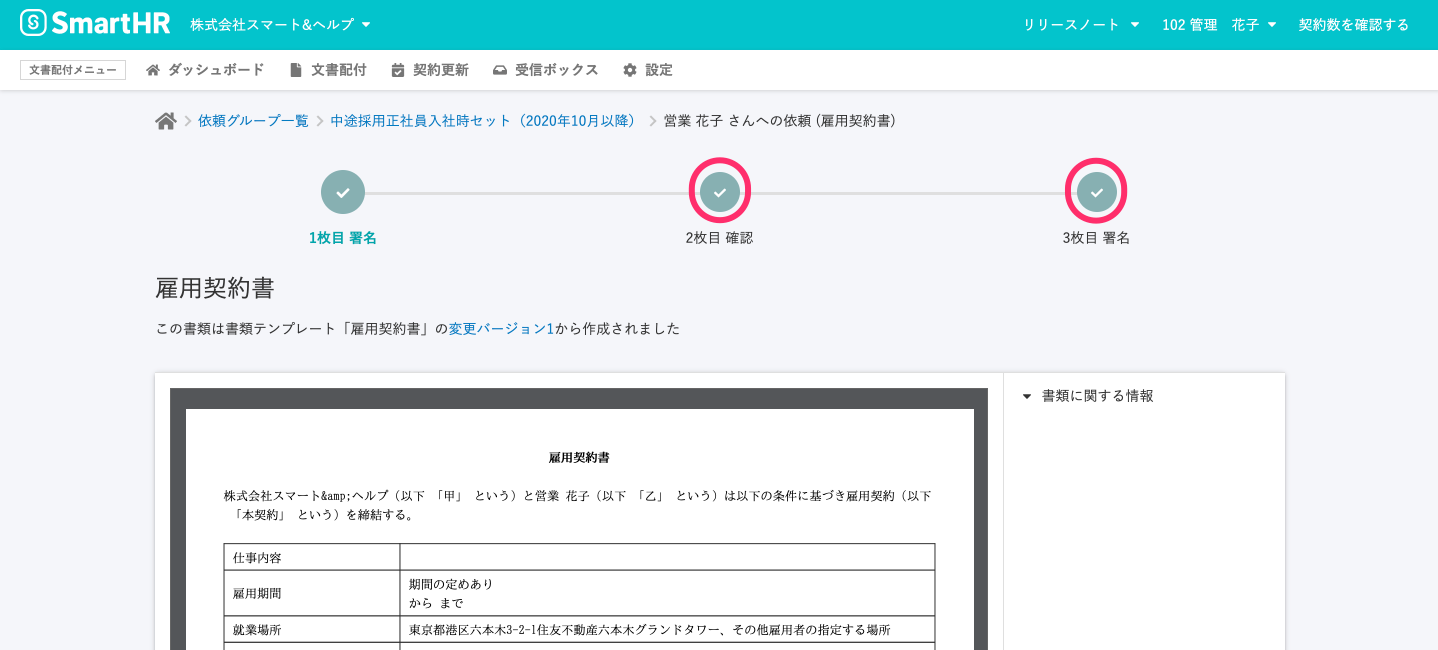 SmartHR 株式会社スマート&ヘルプ リリースノート 102 管理 花子 契約数を確認する
文書配付メニュー ダッシュボード 文書配付 契約更新 受信ボックス 設定
依頼グループ一覧 中途採用正社員入社時セット（2020年10月以降） 営業 花子 さんへの依頼 (雇用契約書)
1枚目 署名 2枚目 確認 3枚目 署名
雇用契約書
この書類は書類テンプレート「雇用契約書」の変更バージョン1から作成されました
書類に関する情報
雇用契約書
株式会社スマート&amp;ヘルプ（以下 「甲」 という）と営業 花子（以下 「乙」 という）は以下の条件に基づき雇用契約（以下
「本契約」 という）を締結する。
仕事内容
雇用期間 期間の定めあり
から まで
就業場所 東京都港区六本木3-2-1住友不動産六本木グランドタワー、その他雇用者の指定する場所